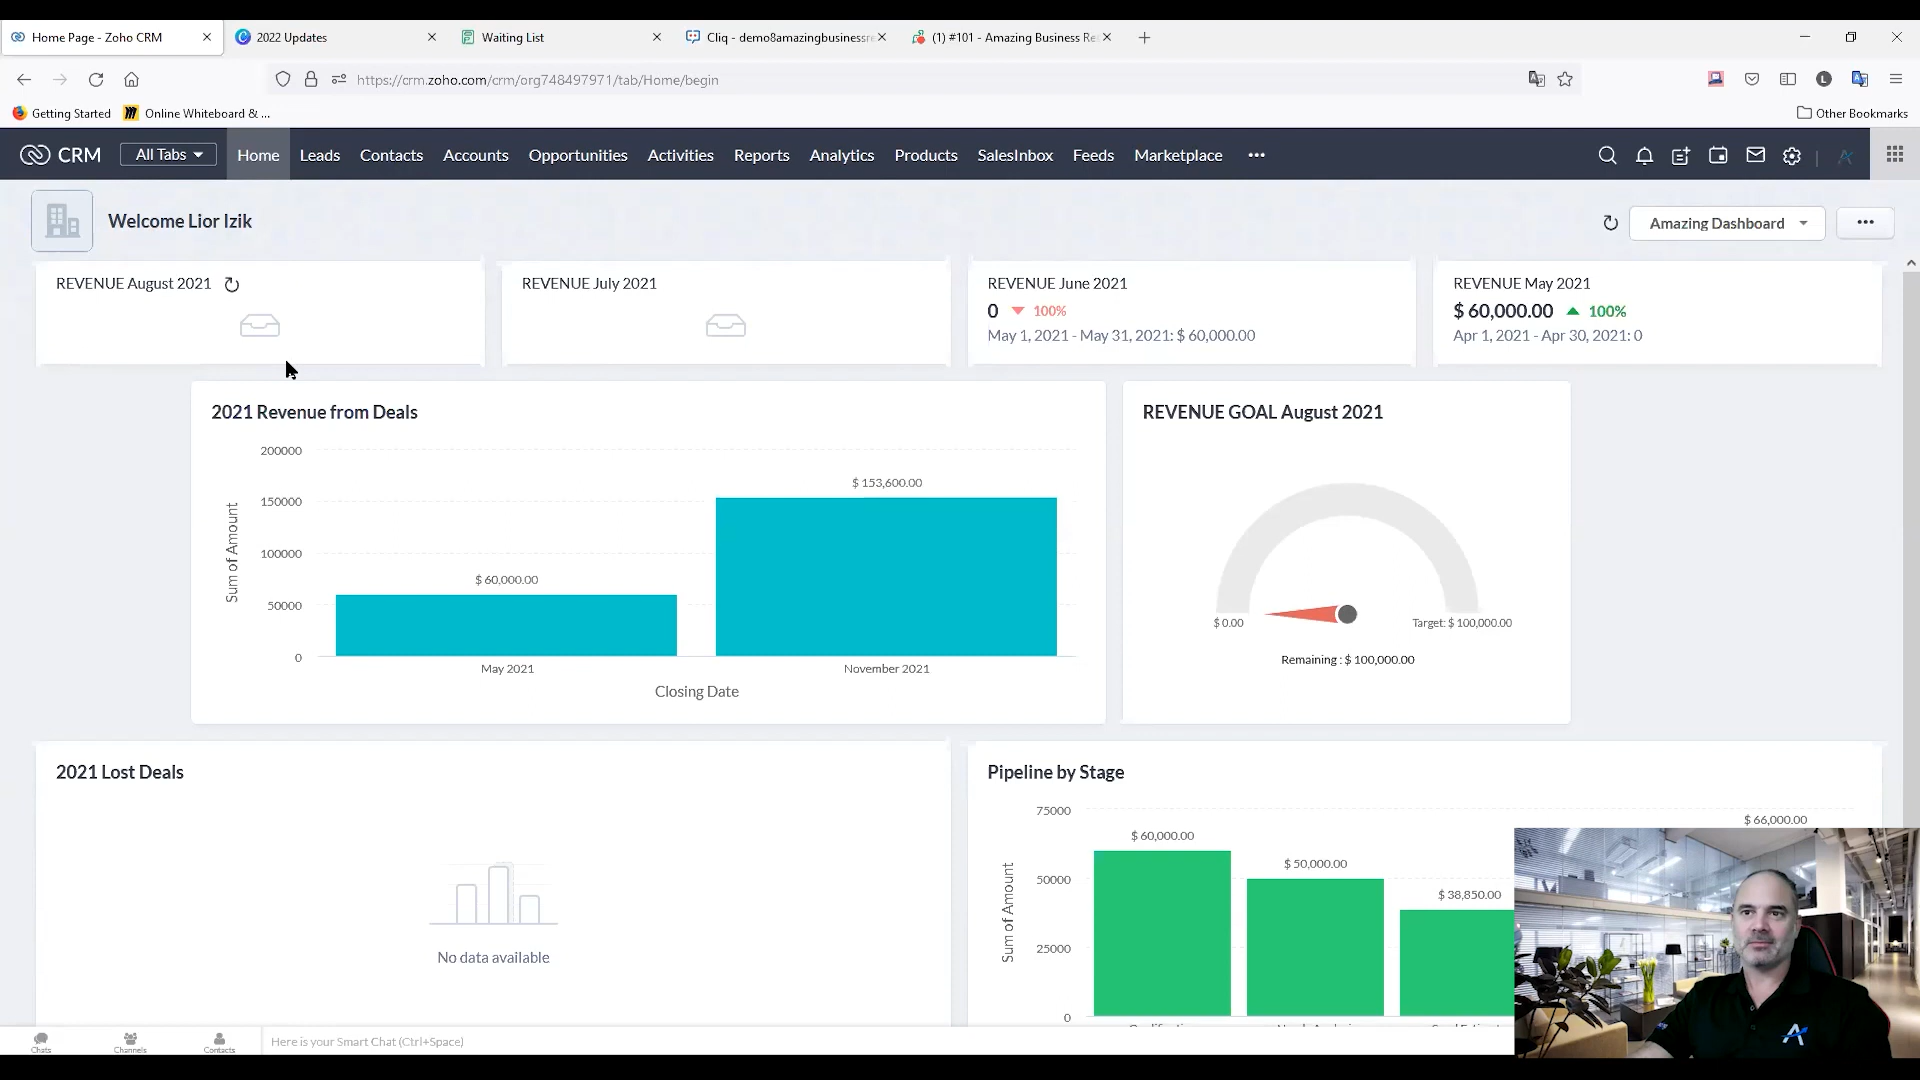 Home Page - Zoho CRM
2022 Updates
Waiting List
Cliq - demo8amazingbusinessre
(1) #101 - Amazing Business Re
https://crm.zoho.com/crm/org748497971/tab/Home/begin
Getting Started
Online Whiteboard & ...
Other Bookmarks
CRM
All Tabs
Home
Leads
Contacts
Accounts
Opportunities
Activities
Reports
Analytics
Products
SalesInbox
Feeds
Marketplace
Welcome Lior Izik
Amazing Dashboard
REVENUE August 2021
REVENUE July 2021
REVENUE June 2021
0 100%
May 1, 2021 - May 31, 2021: $ 60,000.00
REVENUE May 2021
$ 60,000.00 100%
Apr 1, 2021 - Apr 30, 2021: 0
2021 Revenue from Deals
Sum of Amount
200000
150000
100000
50000
0
$ 60,000.00
$ 153,600.00
May 2021
November 2021
Closing Date
REVENUE GOAL August 2021
$ 0.00
Target: $ 100,000.00
Remaining : $ 100,000.00
2021 Lost Deals
No data available
Pipeline by Stage
Sum of Amount
75000
50000
25000
0
$ 60,000.00
$ 50,000.00
$ 38,850.00
$ 66,000.00
Chats
Channels
Contacts
Here is your Smart Chat (Ctrl+Space)